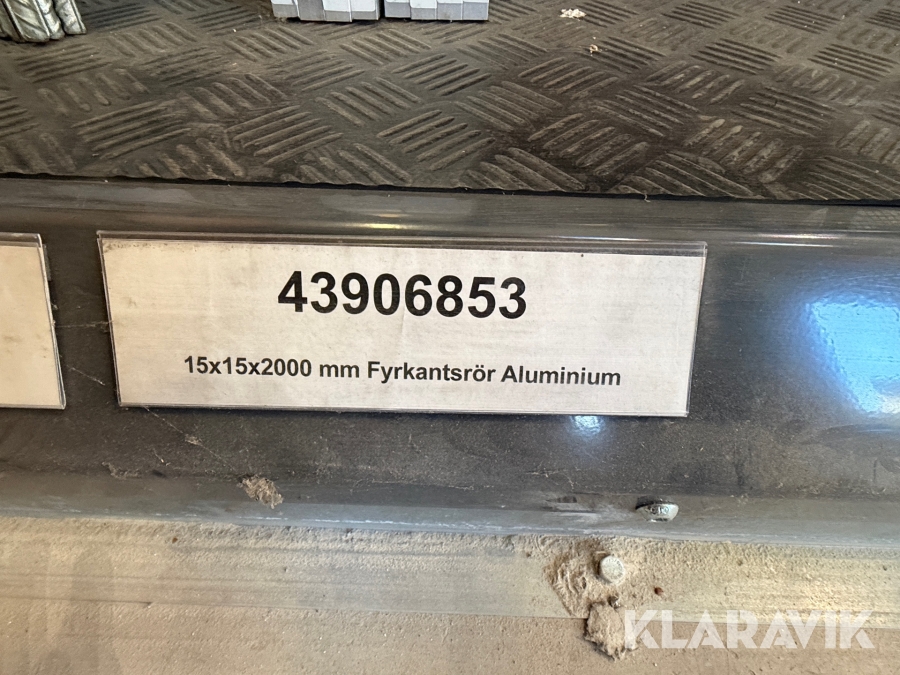 43906853
15x15x2000 mm Fyrkantsrör Aluminium
KLARAVIK